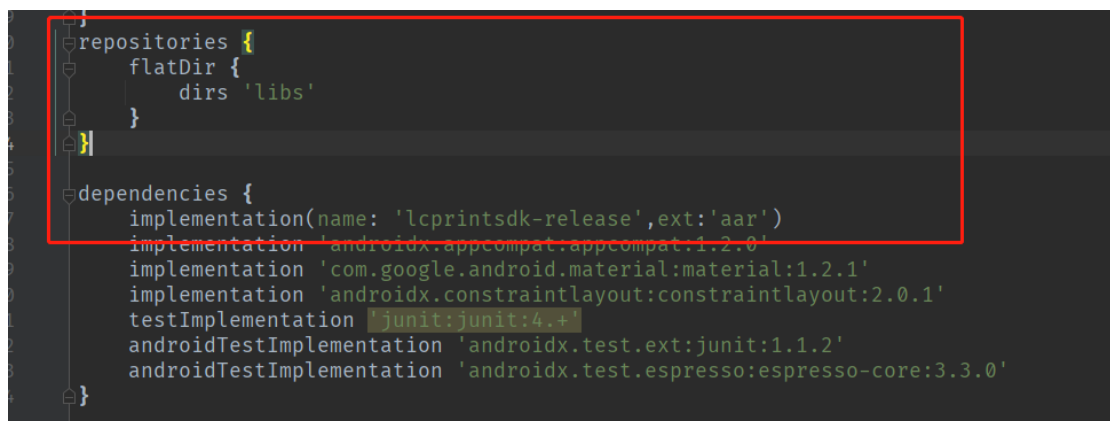 }
repositories {
flatDir {
dirs 'libs'
}
}
dependencies {
implementation(name: 'lcprintsdk-release',ext:'aar')
implementation 'androidx.appcompat:appcompat:1.2.0'
implementation 'com.google.android.material:material:1.2.1'
implementation 'androidx.constraintlayout:constraintlayout:2.0.1'
testImplementation 'junit:junit:4.+'
androidTestImplementation 'androidx.test.ext:junit:1.1.2'
androidTestImplementation 'androidx.test.espresso:espresso-core:3.3.0'
}